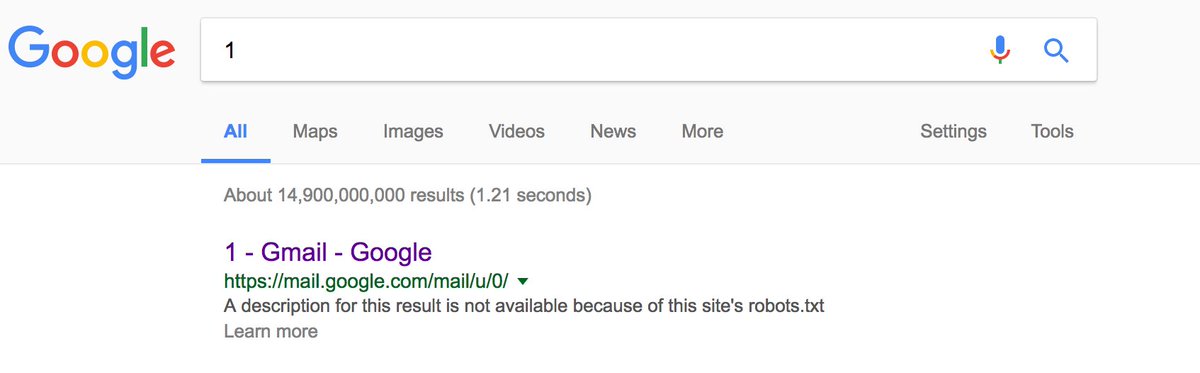 Google 1
All Maps Images Videos News More Settings Tools
About 14,900,000,000 results (1.21 seconds)
1 - Gmail - Google
https://mail.google.com/mail/u/0/
A description for this result is not available because of this site's robots.txt
Learn more